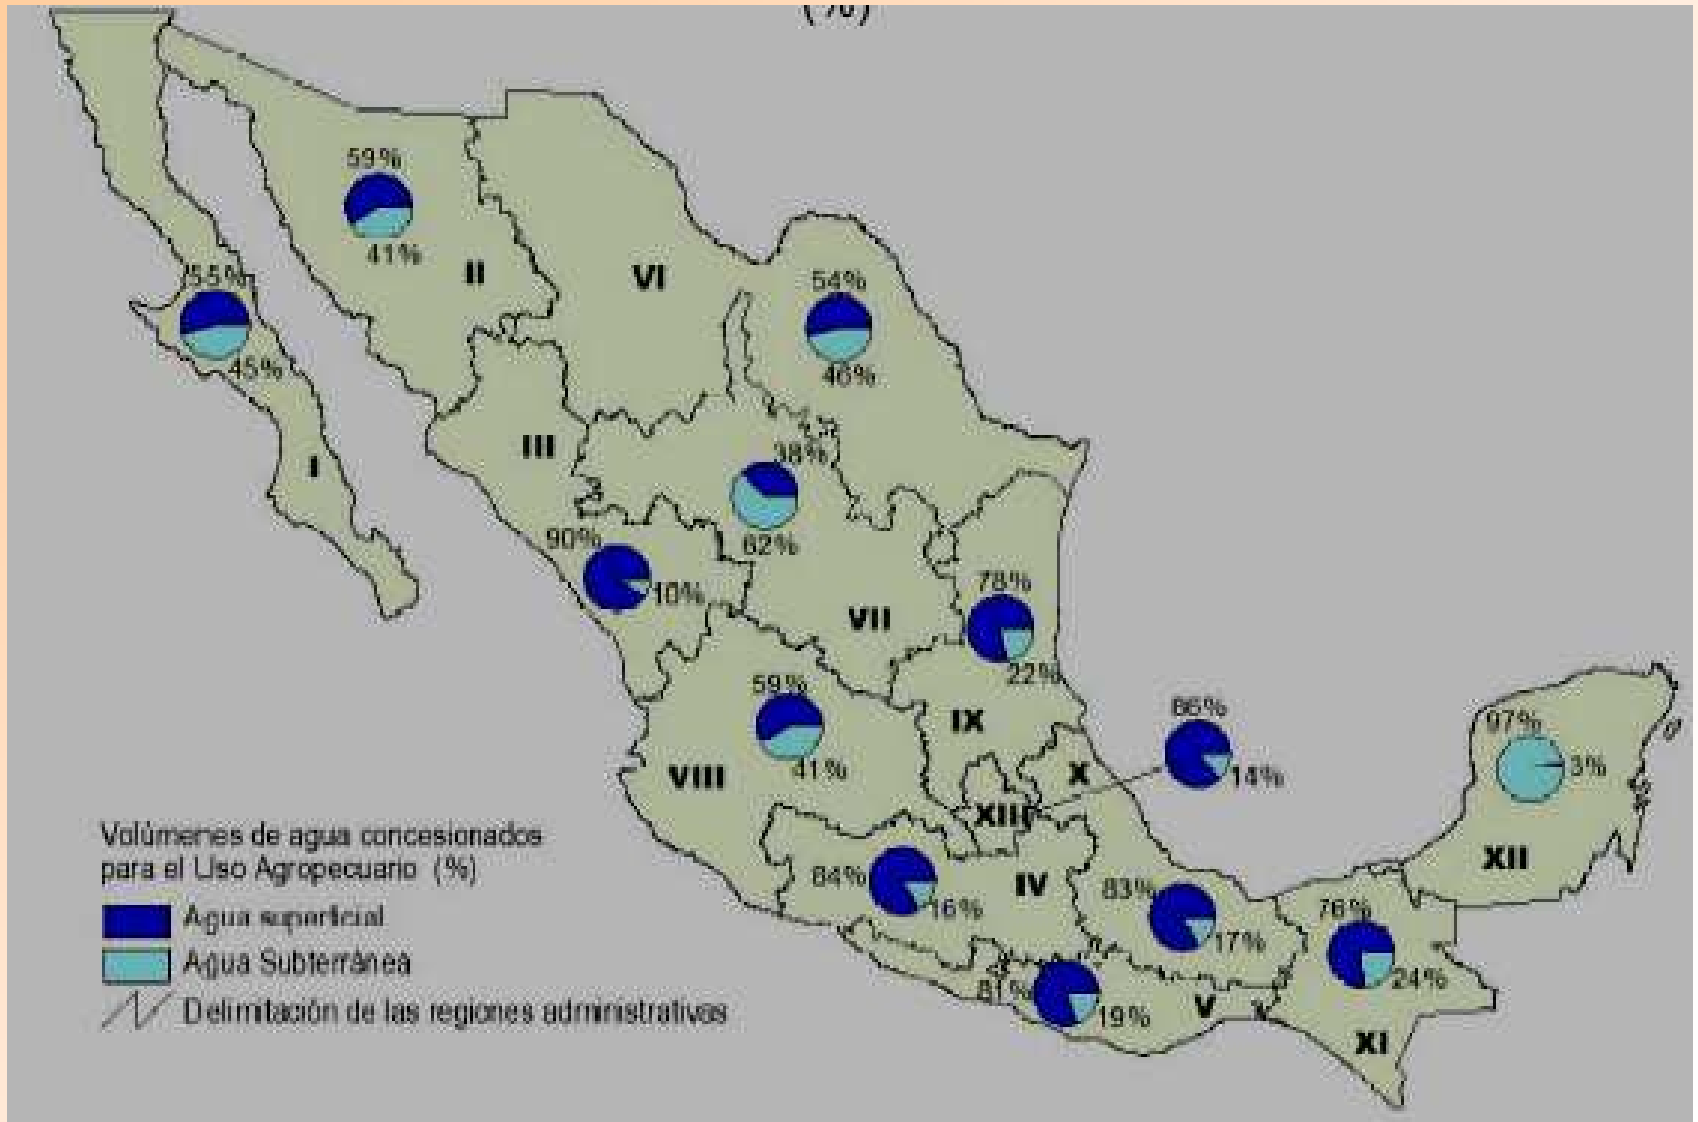 (%)
59%
41%
II
VI
55%
45%
I
54%
46%
III
38%
62%
90%
10%
VII
78%
22%
59%
41%
VIII
IX
X
XIII
86%
14%
97%
3%
XII
84%
16%
IV
83%
17%
76%
24%
XI
81%
19%
V
Volúmenes de agua concesionados
para el Uso Agropecuario (%)
Agua superficial
Agua Subterránea
Delimitación de las regiones administrativas